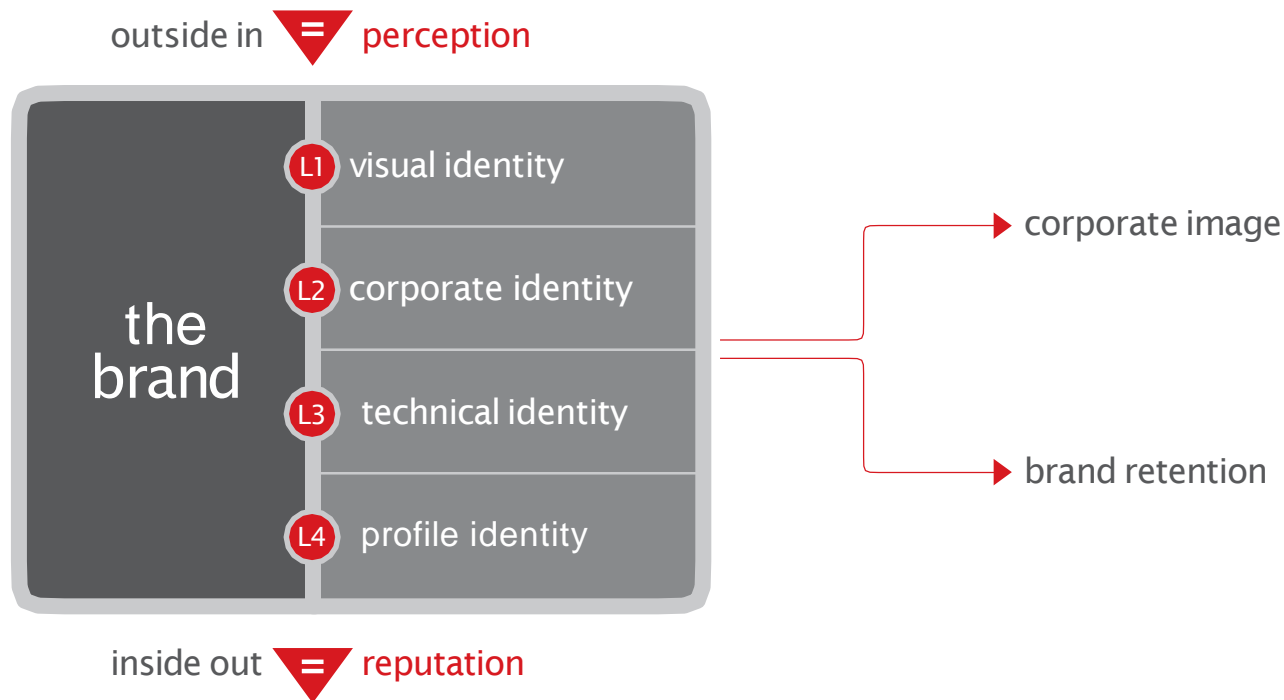 outside in = perception
L1 visual identity
L2 corporate identity
the
brand
L3 technical identity
L4 profile identity
corporate image
brand retention
inside out = reputation